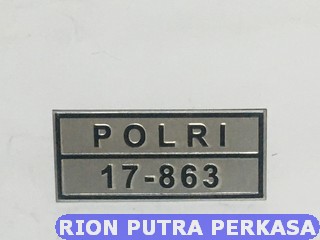 POLRI
17-863
RION PUTRA PERKASA